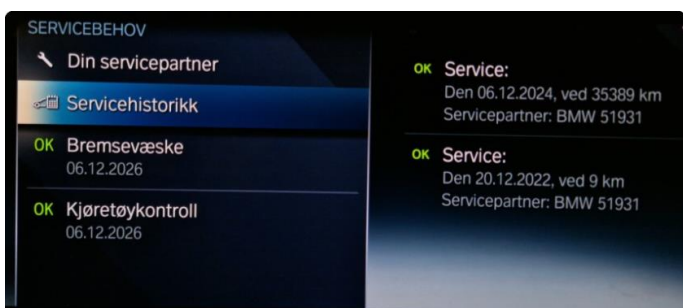 SERVICEBEHOV
Din servicepartner
Servicehistorikk
OK Bremsevæske
06.12.2026
OK Kjøretøykontroll
06.12.2026
OK Service:
Den 06.12.2024, ved 35389 km
Servicepartner: BMW 51931
OK Service:
Den 20.12.2022, ved 9 km
Servicepartner: BMW 51931